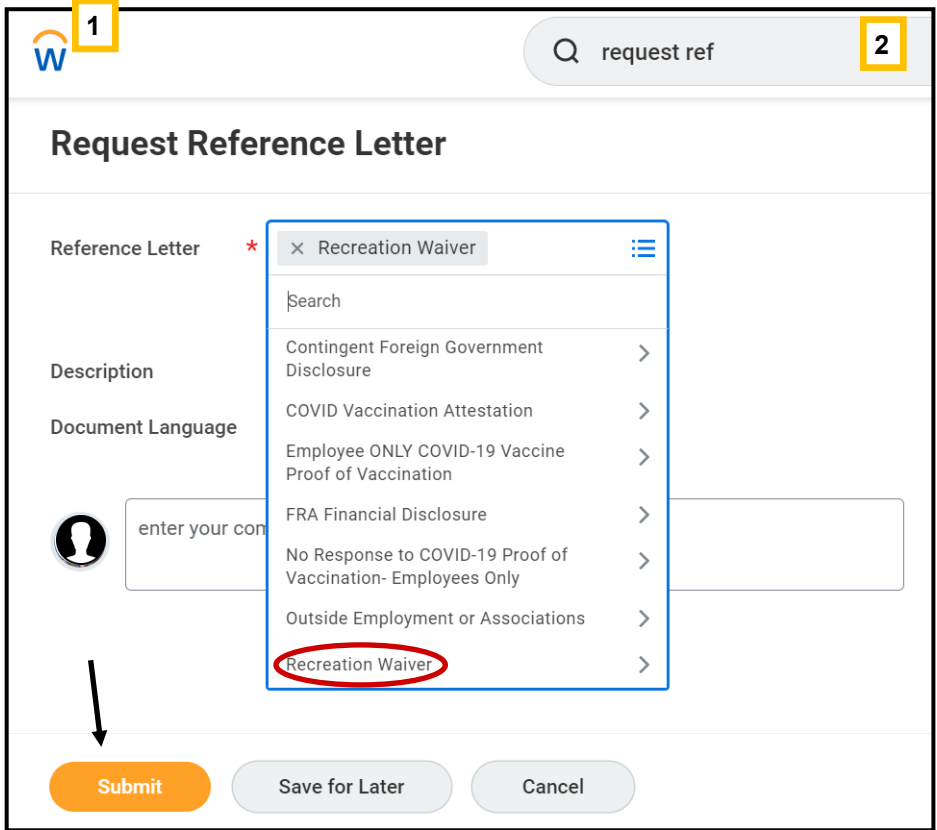 W
1
request ref
2
Request Reference Letter
Reference Letter *
Recreation Waiver
Search
Contingent Foreign Government
Disclosure
Description
COVID Vaccination Attestation
Document Language
Employee ONLY COVID-19 Vaccine
Proof of Vaccination
FRA Financial Disclosure
enter your com
No Response to COVID-19 Proof of
Vaccination- Employees Only
Outside Employment or Associations
Recreation Waiver
Submit
Save for Later
Cancel